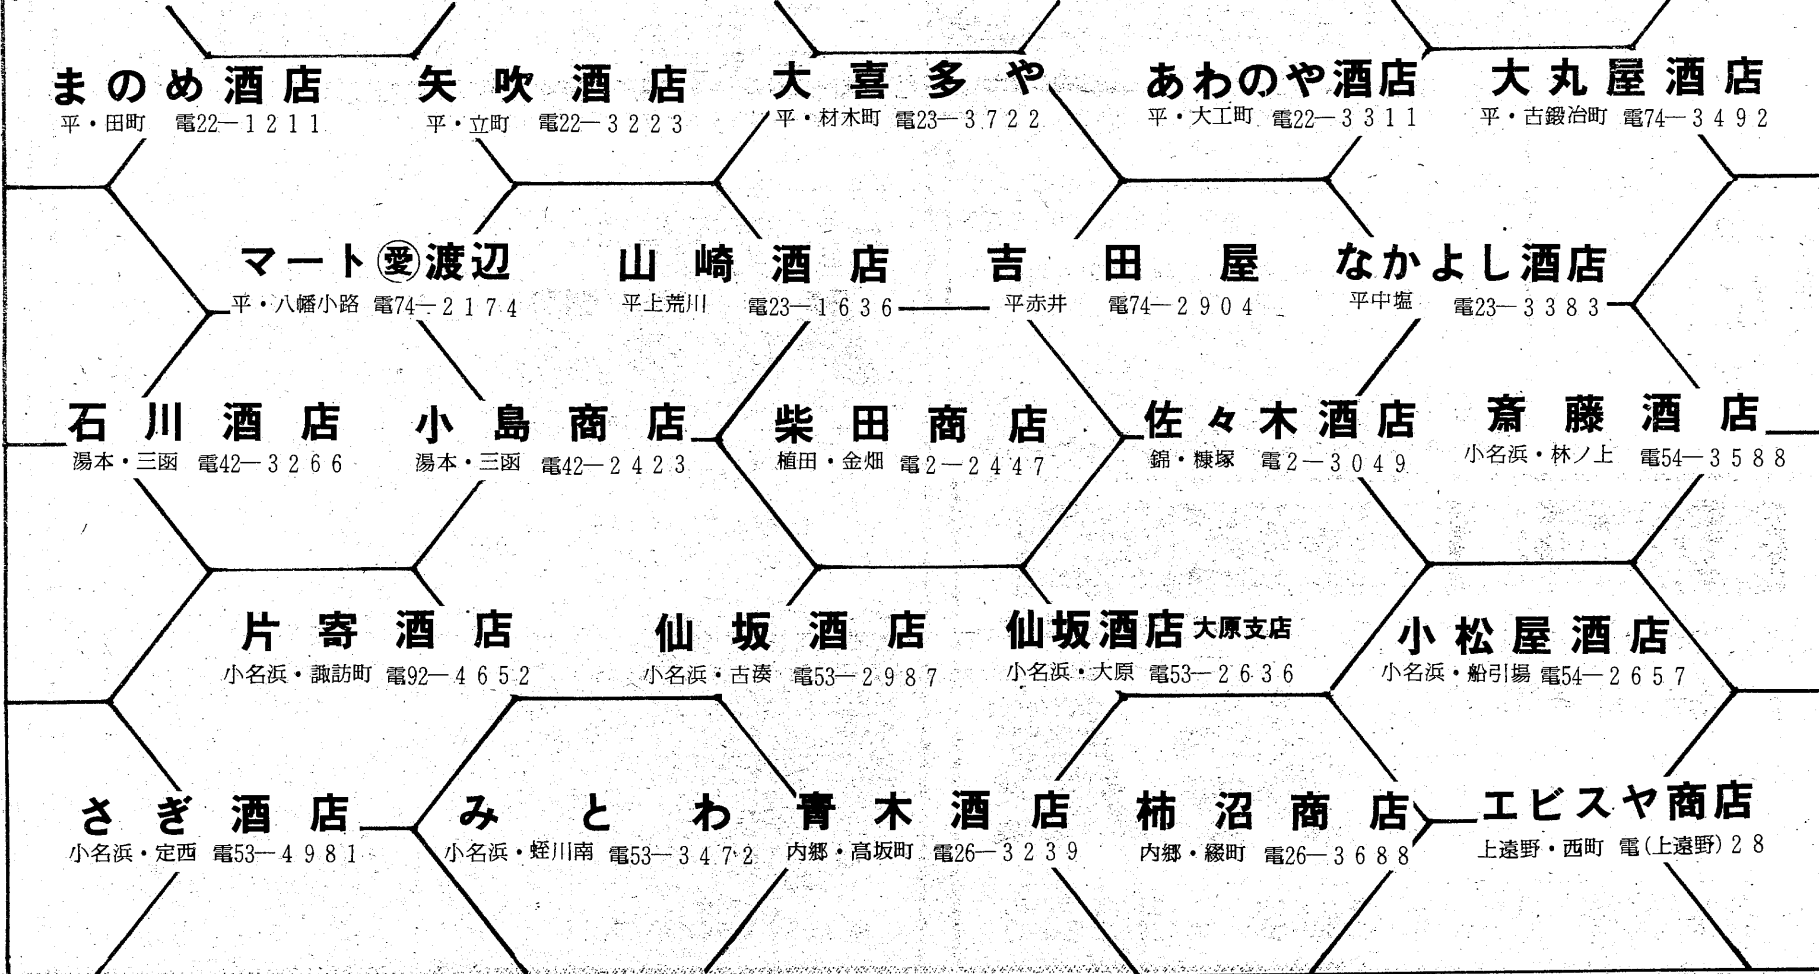 まのめ酒店
平・田町 電22―1211
矢吹酒店
平・立町 電22―3223
大喜多や
平・材木町 電23―3722
あわのや酒店
平・大工町 電22―3311
大丸屋酒店
平・古鍛冶町 電74―3492
マート愛渡辺
平・八幡小路 電74―2174
山崎酒店
平上荒川 電23―1636
吉田屋
平赤井 電74―2904
なかよし酒店
平中塩 電23―3383
石川酒店
湯本・三函 電42―3266
小島商店
湯本・三函 電42―2423
柴田商店
植田・金畑 電2―2447
佐々木酒店
錦・糠塚 電2―3049
斎藤酒店
小名浜・林ノ上 電54―3588
片寄酒店
小名浜・諏訪町 電92―4652
仙坂酒店
小名浜・古湊 電53―2987
仙坂酒店大原支店
小名浜・大原 電53―2636
小松屋酒店
小名浜・船引場 電54―2657
さぎ酒店
小名浜・定西 電53―4981
みとわ
小名浜・蛭川南 電53―3472
青木酒店
内郷・高坂町 電26―3239
柿沼商店
内郷・綴町 電26―3688
エビスヤ商店
上遠野・西町 電(上遠野)28